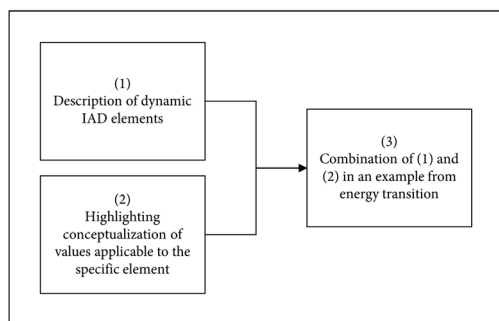 (1)
Description of dynamic
IAD elements
(2)
Highlighting
conceptualization of
values applicable to the
specific element
(3)
Combination of (1) and
(2) in an example from
energy transition